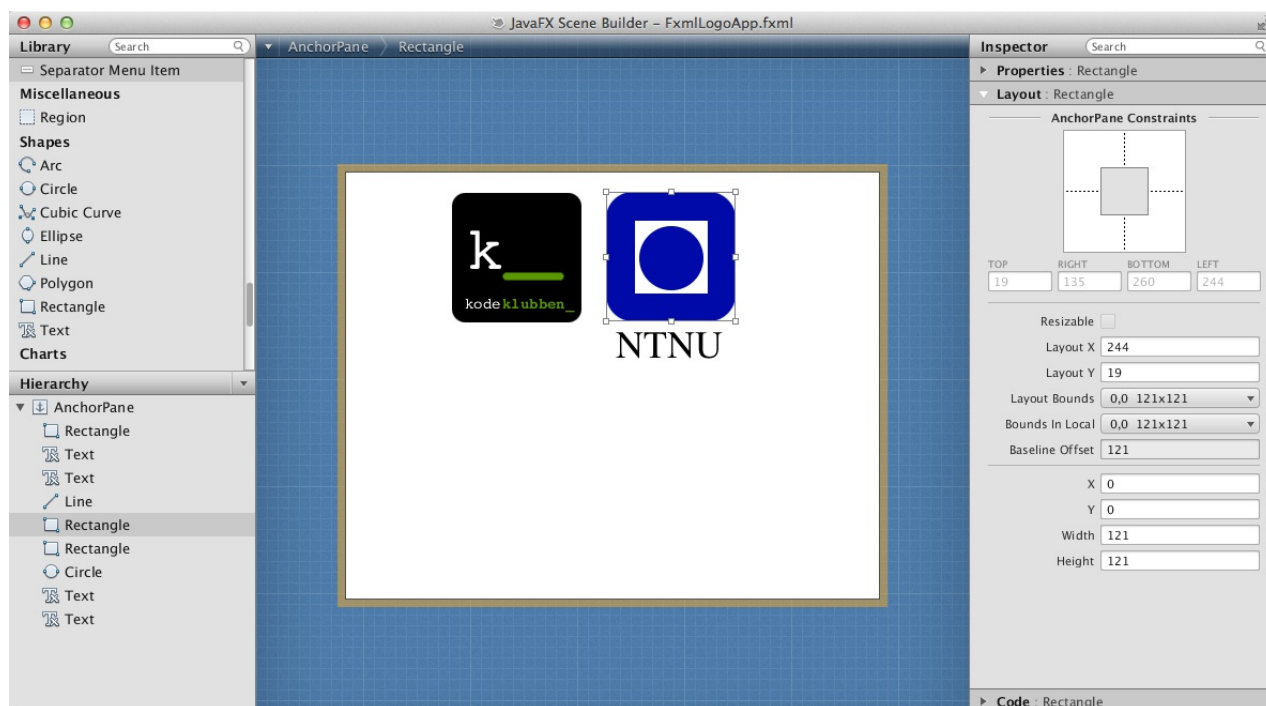 JavaFX Scene Builder – FxmlLogoApp.fxml
Library
Search
Separator Menu Item
Miscellaneous
Region
Shapes
Arc
Circle
Cubic Curve
Ellipse
Line
Polygon
Rectangle
Text
Charts
Hierarchy
AnchorPane
Rectangle
Text
Text
Line
Rectangle
Rectangle
Circle
Text
Text
AnchorPane Rectangle
k_
kodeklubben_
NTNU
Inspector
Search
Properties : Rectangle
Layout : Rectangle
AnchorPane Constraints
TOP RIGHT BOTTOM LEFT
19 135 260 244
Resizable
Layout X 244
Layout Y 19
Layout Bounds 0,0 121x121
Bounds In Local 0,0 121x121
Baseline Offset 121
X 0
Y 0
Width 121
Height 121
Code : Rectangle